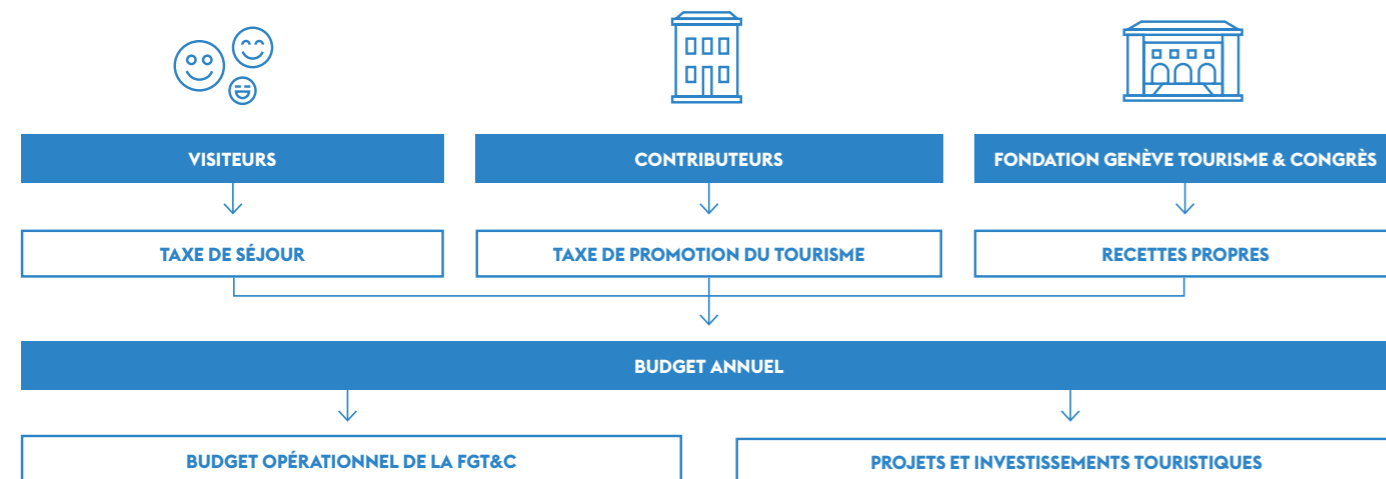 VISITEURS
CONTRIBUTEURS
FONDATION GENÈVE TOURISME & CONGRÈS
TAXE DE SÉJOUR
TAXE DE PROMOTION DU TOURISME
RECETTES PROPRES
BUDGET ANNUEL
BUDGET OPÉRATIONNEL DE LA FGT&C
PROJETS ET INVESTISSEMENTS TOURISTIQUES